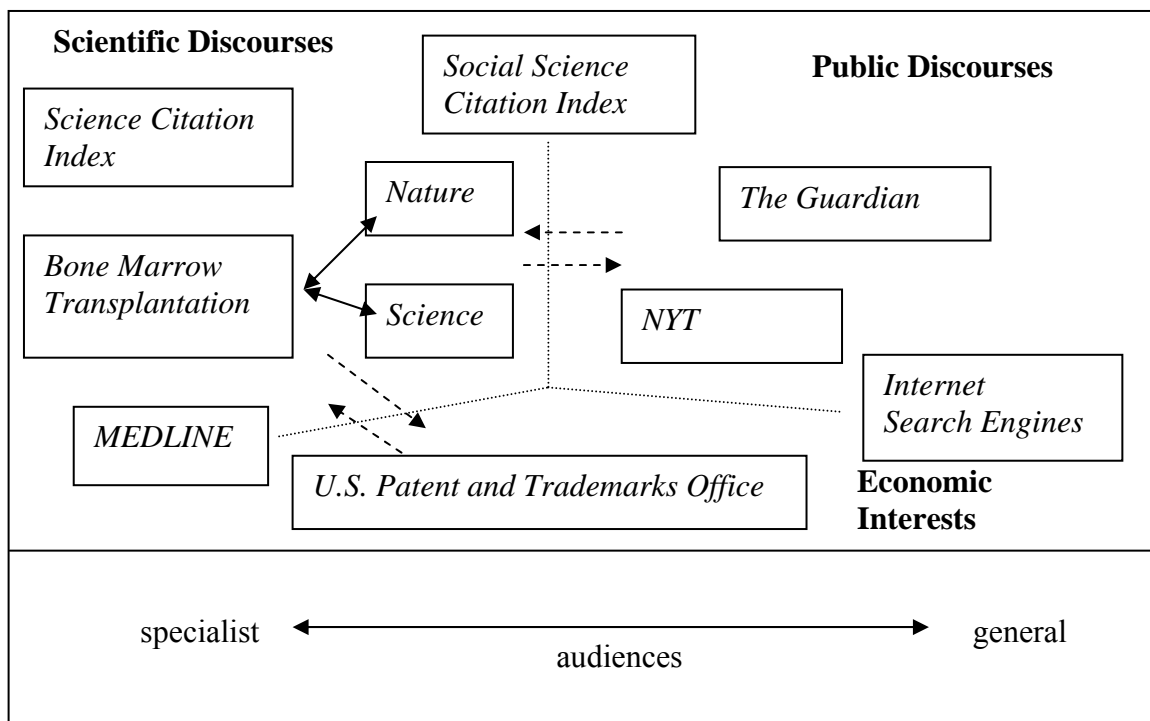 Scientific Discourses
Social Science
Citation Index
Public Discourses
Science Citation
Index
Nature
The Guardian
Bone Marrow
Transplantation
Science
NYT
Internet
Search Engines
MEDLINE
U.S. Patent and Trademarks Office
Economic
Interests
specialist
audiences
general